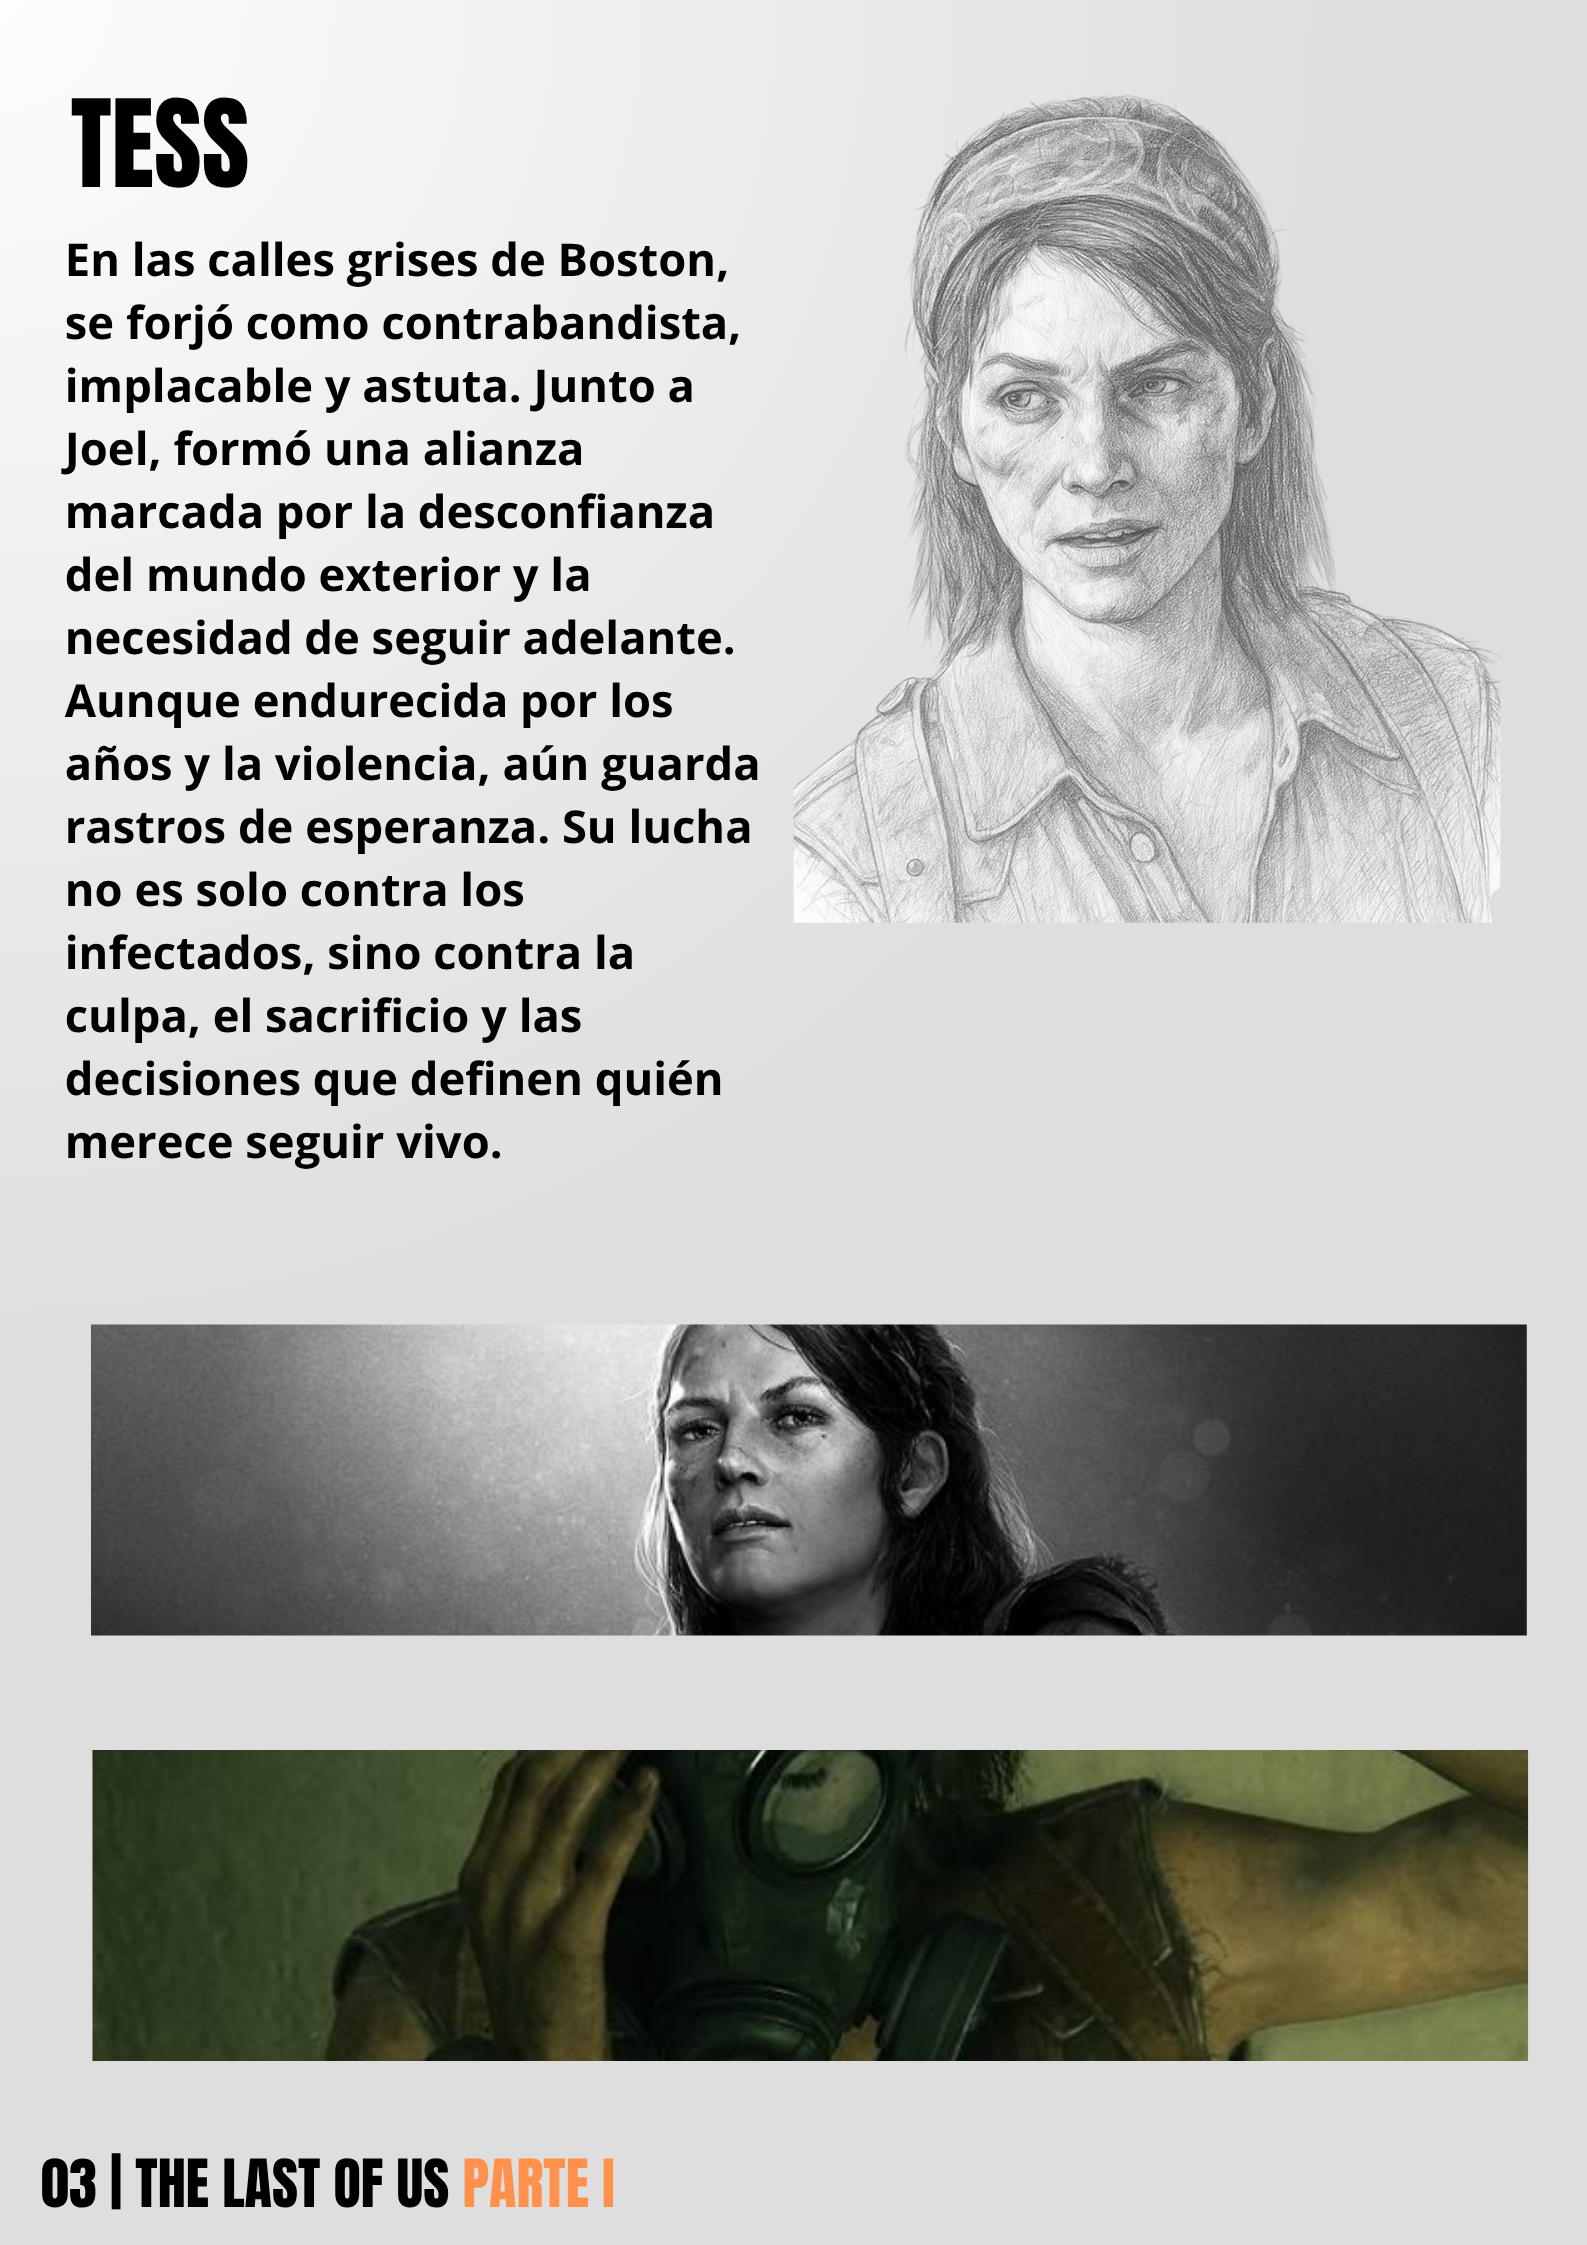 TESS
En las calles grises de Boston,
se forjó como contrabandista,
implacable y astuta. Junto a
Joel, formó una alianza
marcada por la desconfianza
del mundo exterior y la
necesidad de seguir adelante.
Aunque endurecida por los
años y la violencia, aún guarda
rastros de esperanza. Su lucha
no es solo contra los
infectados, sino contra la
culpa, el sacrificio y las
decisiones que definen quién
merece seguir vivo.
03 | THE LAST OF US PARTE I